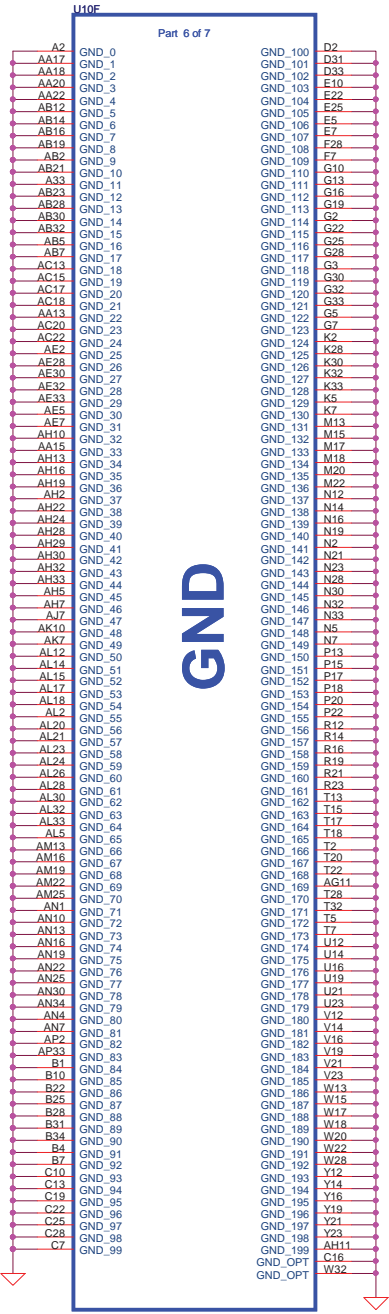 U10F
Part 6 of 7
A2 GND_0 GND_100 D2
AA17 GND_1 GND_101 D31
AA18 GND_2 GND_102 D33
AA20 GND_3 GND_103 E10
AA22 GND_4 GND_104 E22
AB12 GND_5 GND_105 E25
AB14 GND_6 GND_106 E5
AB16 GND_7 GND_107 E7
AB19 GND_8 GND_108 F28
AB2 GND_9 GND_109 F7
AB21 GND_10 GND_110 G10
A33 GND_11 GND_111 G13
AB23 GND_12 GND_112 G16
AB28 GND_13 GND_113 G19
AB30 GND_14 GND_114 G2
AB32 GND_15 GND_115 G22
AB5 GND_16 GND_116 G25
AB7 GND_17 GND_117 G28
AC13 GND_18 GND_118 G3
AC15 GND_19 GND_119 G30
AC17 GND_20 GND_120 G32
AC18 GND_21 GND_121 G33
AA13 GND_22 GND_122 G5
AC20 GND_23 GND_123 G7
AC22 GND_24 GND_124 K2
AE2 GND_25 GND_125 K28
AE28 GND_26 GND_126 K30
AE30 GND_27 GND_127 K32
AE32 GND_28 GND_128 K33
AE33 GND_29 GND_129 K5
AE5 GND_30 GND_130 K7
AE7 GND_31 GND_131 M13
AH10 GND_32 GND_132 M15
AA15 GND_33 GND_133 M17
AH13 GND_34 GND_134 M18
AH16 GND_35 GND_135 M20
AH19 GND_36 GND_136 M22
AH2 GND_37 GND_137 N12
AH22 GND_38 GND_138 N14
AH24 GND_39 GND_139 N16
AH28 GND_40 GND_140 N19
AH29 GND_41 GND_141 N2
AH30 GND_42 GND_142 N21
AH32 GND_43 GND_143 N23
AH33 GND_44 GND_144 N28
AH5 GND_45 GND_145 N30
AH7 GND_46 GND_146 N32
AJ7 GND_47 GND_147 N33
AK10 GND_48 GND_148 N5
AK7 GND_49 GND_149 N7
AL12 GND_50 GND_150 P13
AL14 GND_51 GND_151 P15
AL15 GND_52 GND_152 P17
AL17 GND_53 GND_153 P18
AL18 GND_54 GND_154 P20
AL2 GND_55 GND_155 P22
AL20 GND_56 GND_156 R12
AL21 GND_57 GND_157 R14
AL23 GND_58 GND_158 R16
AL24 GND_59 GND_159 R19
AL26 GND_60 GND_160 R21
AL28 GND_61 GND_161 R23
AL30 GND_62 GND_162 T13
AL32 GND_63 GND_163 T15
AL33 GND_64 GND_164 T17
AL5 GND_65 GND_165 T18
AM13 GND_66 GND_166 T2
AM16 GND_67 GND_167 T20
AM19 GND_68 GND_168 T22
AM22 GND_69 GND_169 AG11
AM25 GND_70 GND_170 T28
AN1 GND_71 GND_171 T32
AN10 GND_72 GND_172 T5
AN13 GND_73 GND_173 T7
AN16 GND_74 GND_174 U12
AN19 GND_75 GND_175 U14
AN22 GND_76 GND_176 U16
AN25 GND_77 GND_177 U19
AN30 GND_78 GND_178 U21
AN34 GND_79 GND_179 U23
AN4 GND_80 GND_180 V12
AN7 GND_81 GND_181 V14
AP2 GND_82 GND_182 V16
AP33 GND_83 GND_183 V19
B1 GND_84 GND_184 V21
B10 GND_85 GND_185 V23
B22 GND_86 GND_186 W13
B25 GND_87 GND_187 W15
B28 GND_88 GND_188 W17
B31 GND_89 GND_189 W18
B34 GND_90 GND_190 W20
B4 GND_91 GND_191 W22
B7 GND_92 GND_192 W28
C10 GND_93 GND_193 Y12
C13 GND_94 GND_194 Y14
C19 GND_95 GND_195 Y16
C22 GND_96 GND_196 Y19
C25 GND_97 GND_197 Y21
C28 GND_98 GND_198 Y23
C7 GND_99 GND_199 AH11
GND_OPT C16
GND_OPT W32
GND